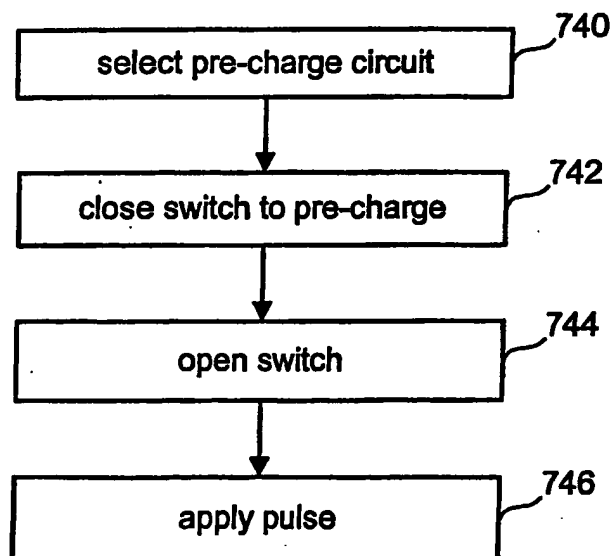 740
select pre-charge circuit
742
close switch to pre-charge
744
open switch
746
apply pulse